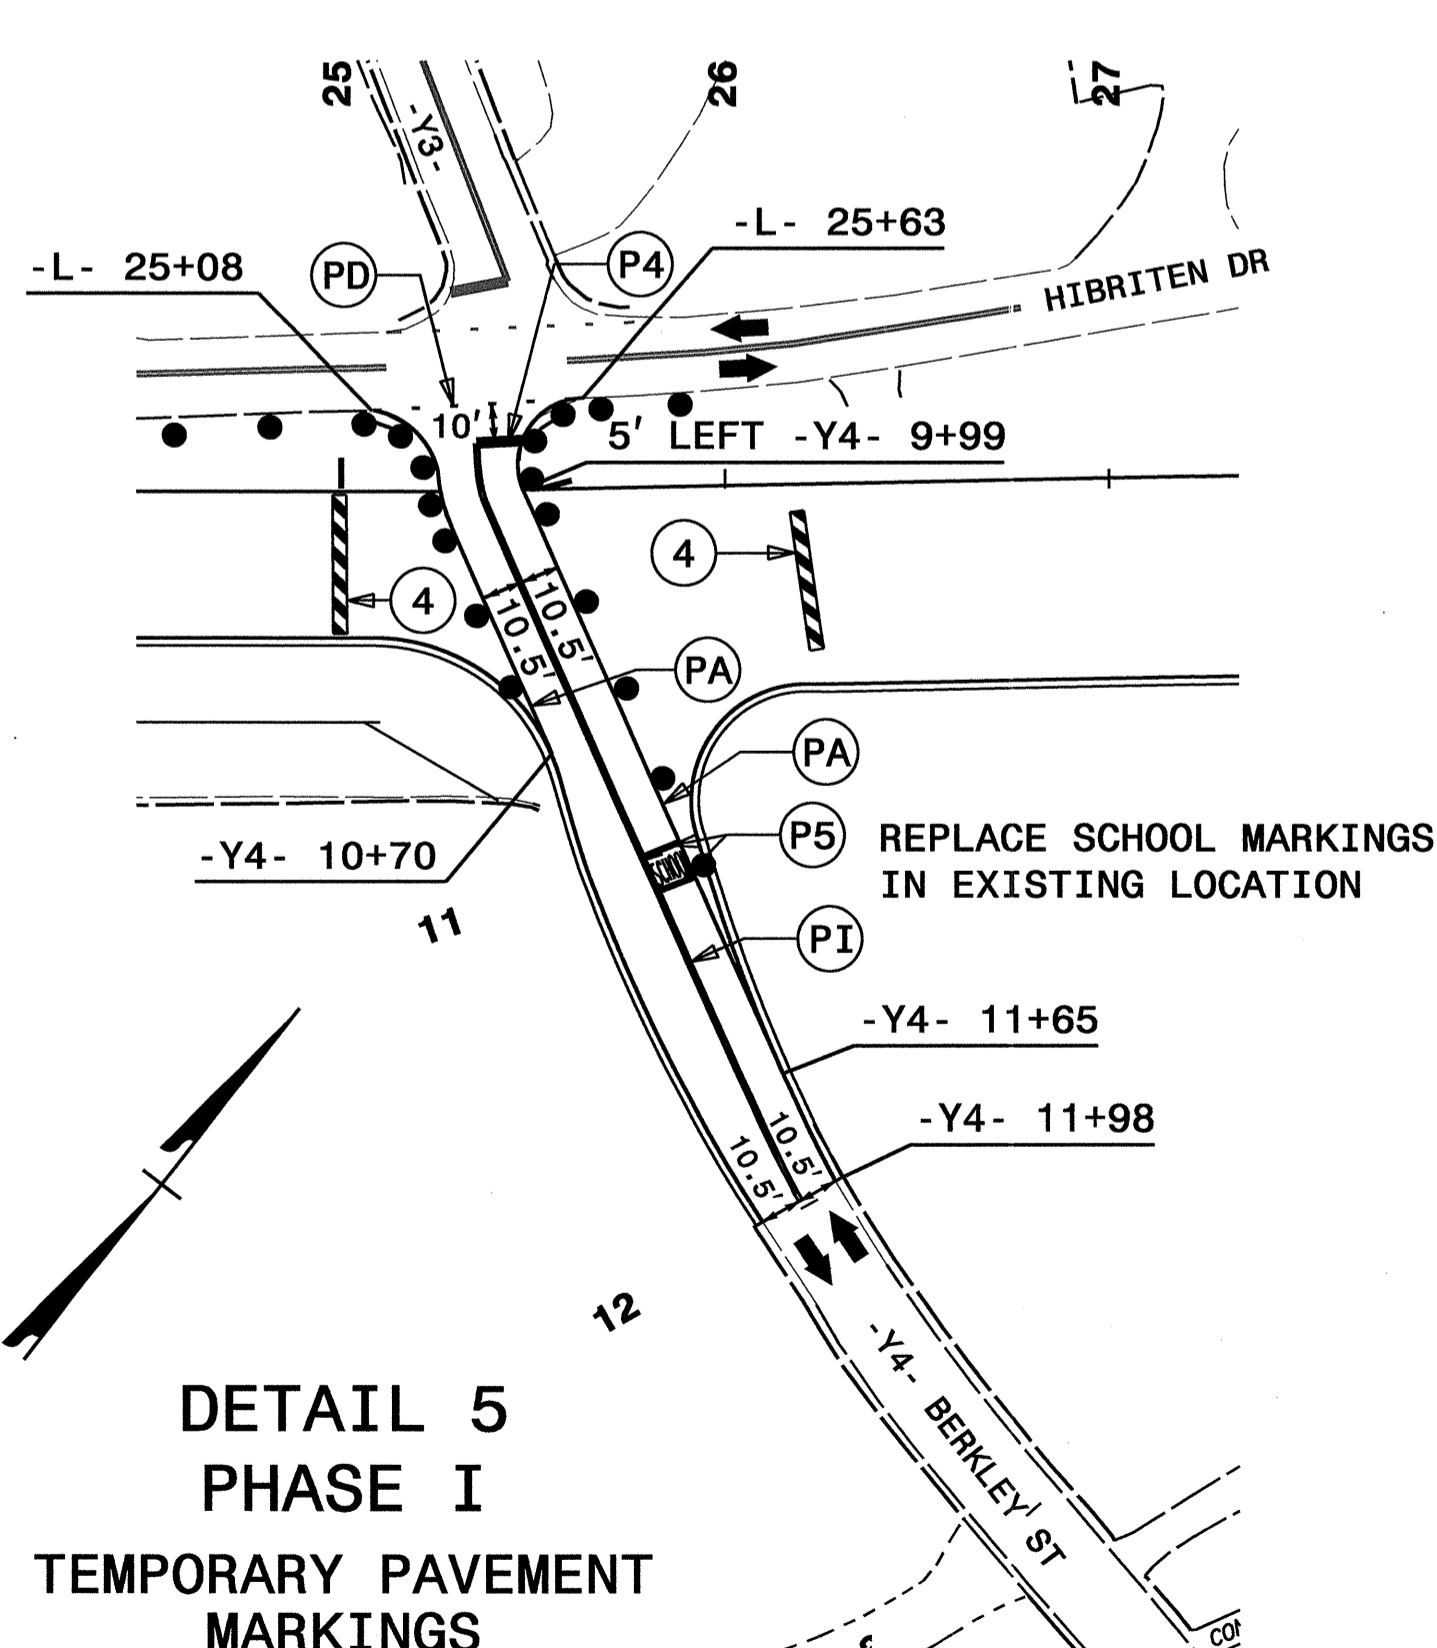 25
26
27
-Y3-
-L- 25+63
-L- 25+08
PD
P4
HIBRITEN DR
10'
5' LEFT -Y4- 9+99
4
4
10.5'
10.5'
PA
PA
P5
REPLACE SCHOOL MARKINGS
IN EXISTING LOCATION
SCHOOL
-Y4- 10+70
11
PI
-Y4- 11+65
-Y4- 11+98
10.5'
10.5'
12
-Y4- BERKLEY ST
DETAIL 5
PHASE I
TEMPORARY PAVEMENT
MARKINGS